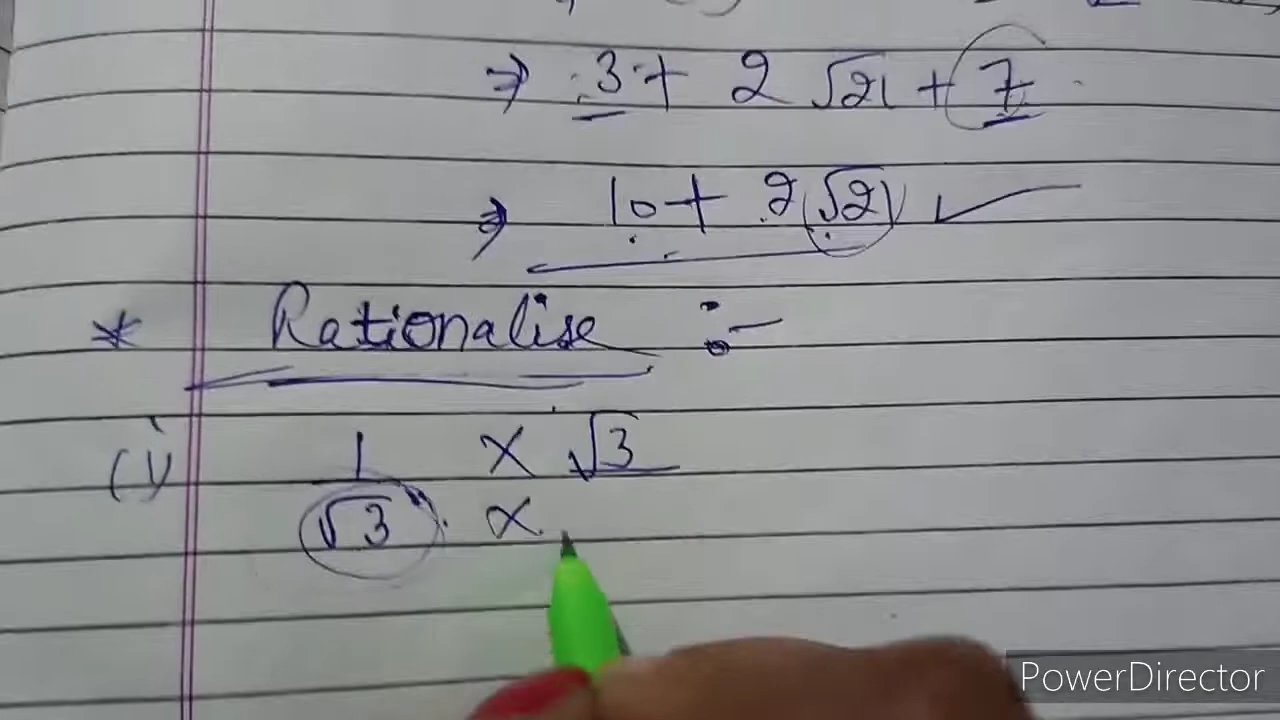 ⇒ 3 + 2 √21 + 7
⇒ 10 + 2√21 ✓
* Rationalise :-
(i) 1 × √3
√3 ×
PowerDirector